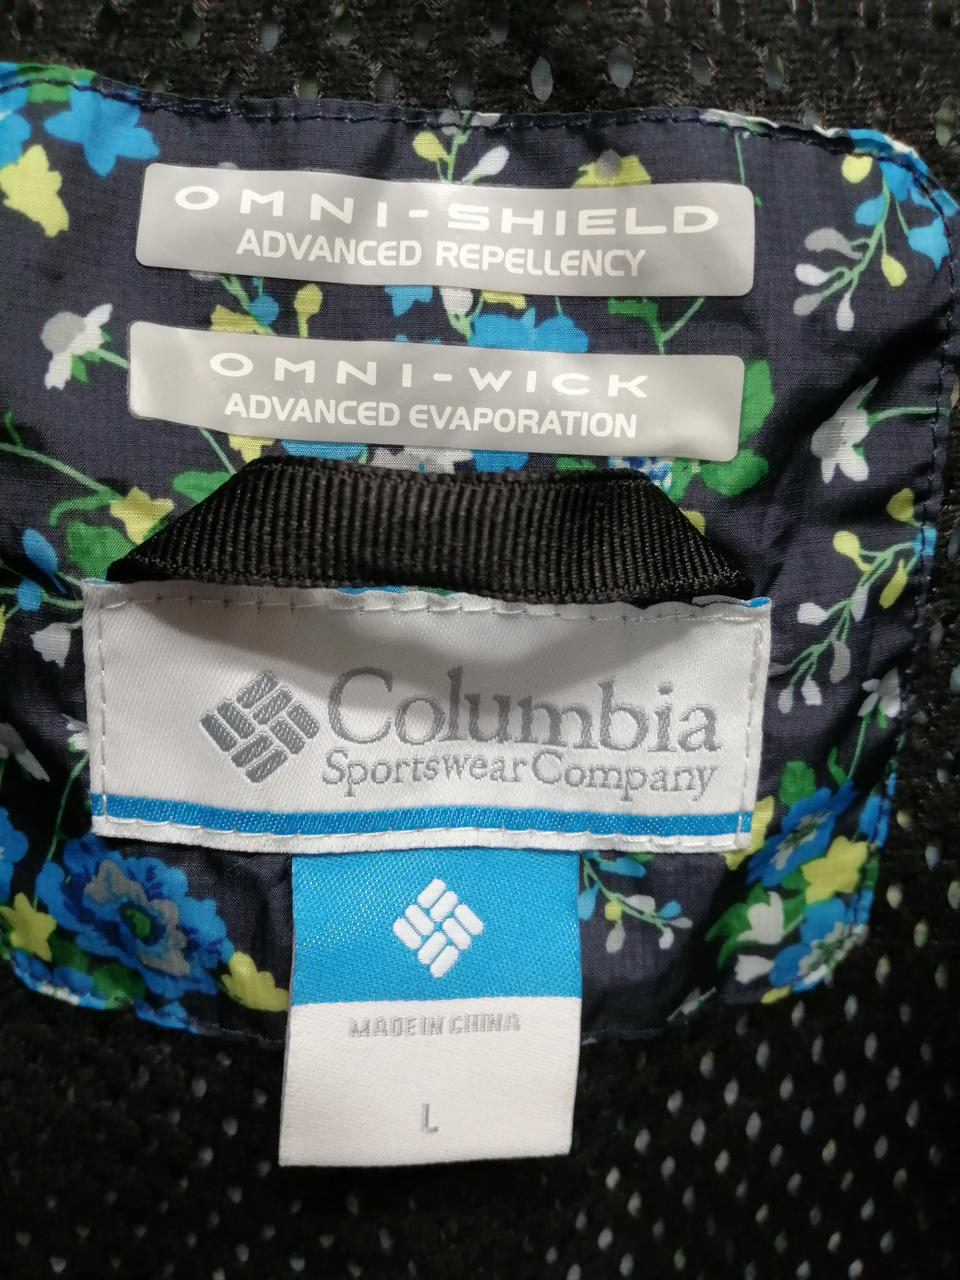 OMNI-SHIELD
ADVANCED REPELLENCY
OMNI-WICK
ADVANCED EVAPORATION
Columbia
Sportswear Company
MADE IN CHINA
L